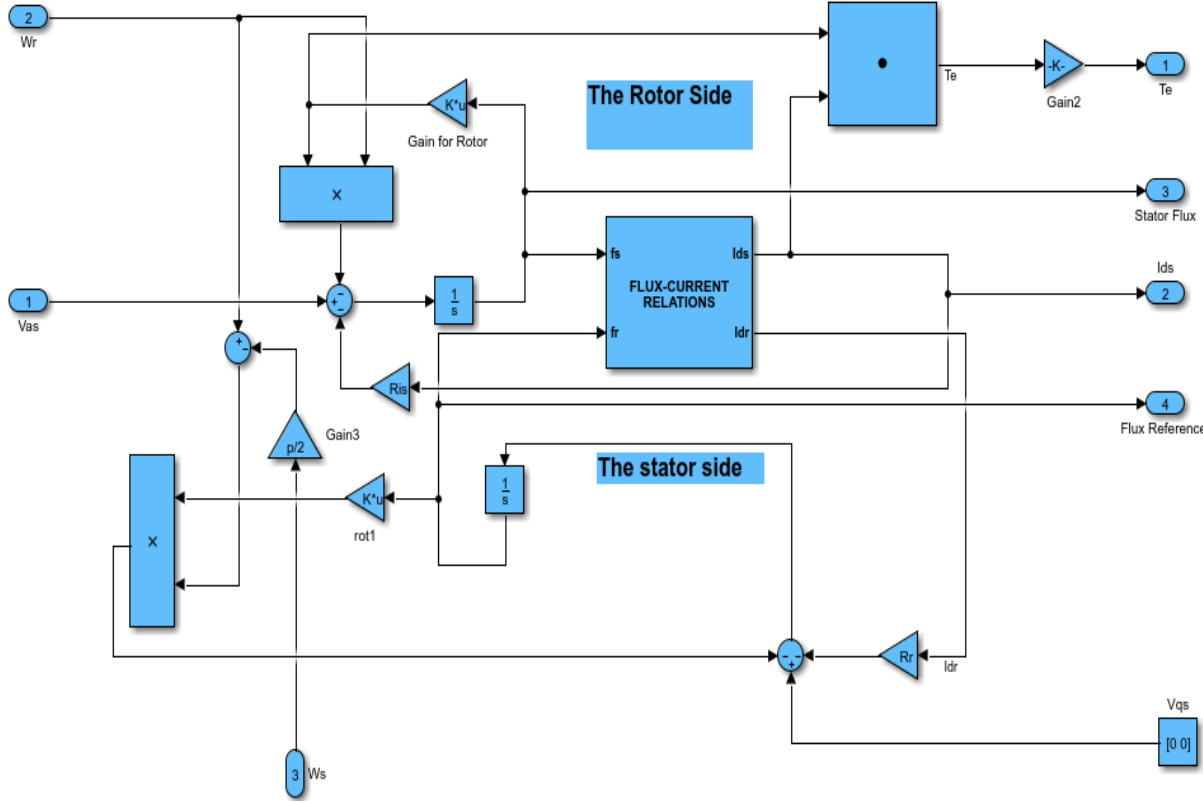 2
Wr
K*u
Gain for Rotor
The Rotor Side
•
Te
-K-
Gain2
1
Te
×
3
Stator Flux
1
Vas
-
+
-
1
s
fs
Ids
FLUX-CURRENT
RELATIONS
fr
Idr
Ids
2
+
-
Ris
4
Flux Reference
p/2
Gain3
The stator side
1
s
K*u
rot1
×
- -
+
Rr
Idr
Vqs
[0 0]
3
Ws